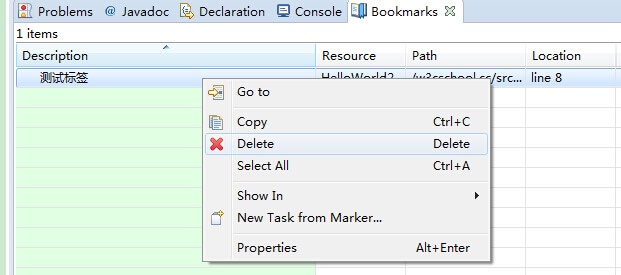 Problems @ Javadoc Declaration Console Bookmarks
1 items
Description Resource Path Location
测试标签 HelloWorld2 /w3cschool.cc/src... line 8
Go to
Copy Ctrl+C
Delete Delete
Select All Ctrl+A
Show In
New Task from Marker...
Properties Alt+Enter